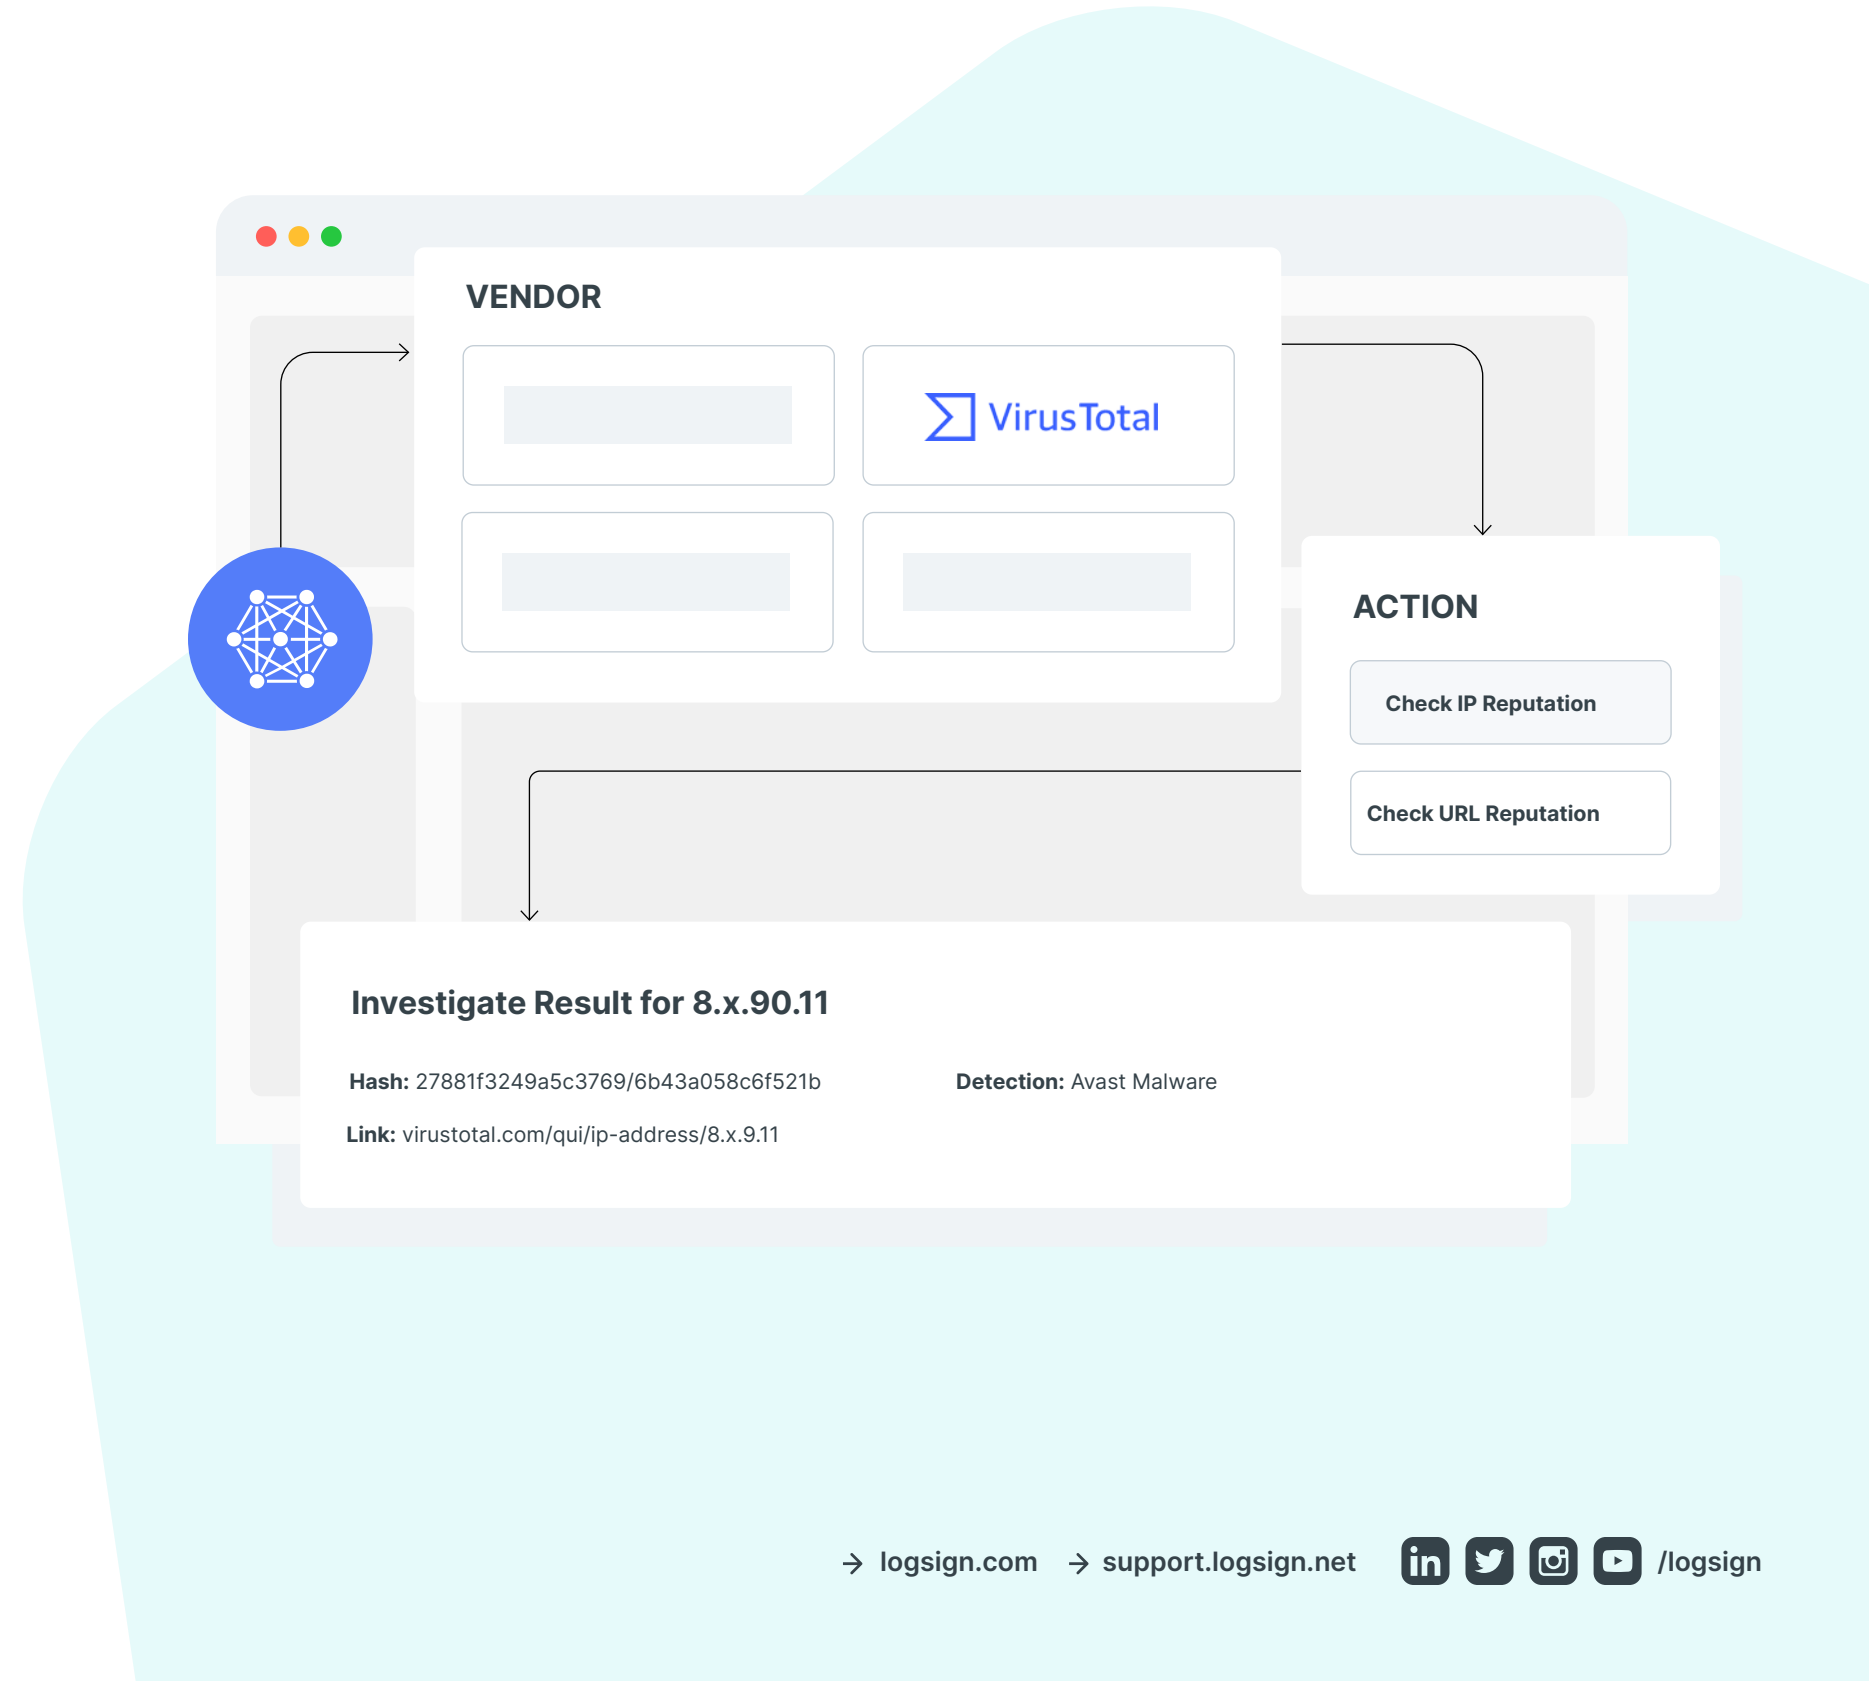 VENDOR
VirusTotal
ACTION
Check IP Reputation
Check URL Reputation
Investigate Result for 8.x.90.11
Hash: 27881f3249a5c3769/6b43a058c6f521b
Detection: Avast Malware
Link: virustotal.com/qui/ip-address/8.x.9.11
→ logsign.com → support.logsign.net in /logsign